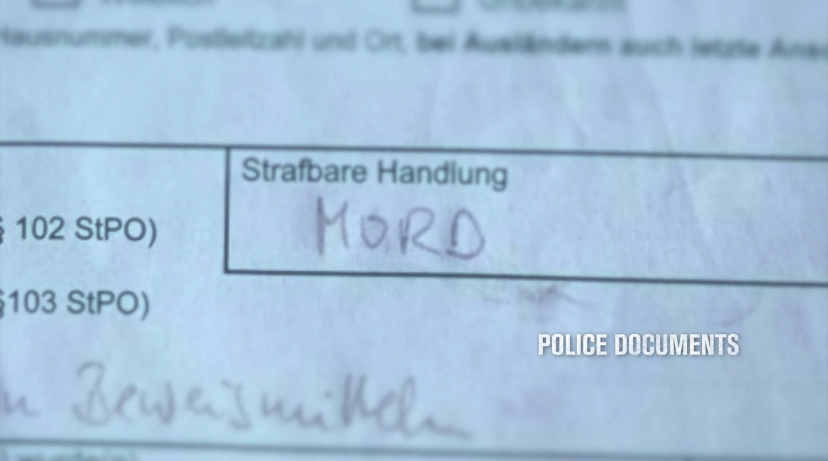 Hausnummer, Postleitzahl und Ort, bei Ausländern auch letzte
Strafbare Handlung
MORD
§ 102 StPO)
§103 StPO)
POLICE DOCUMENTS
Beweismitteln